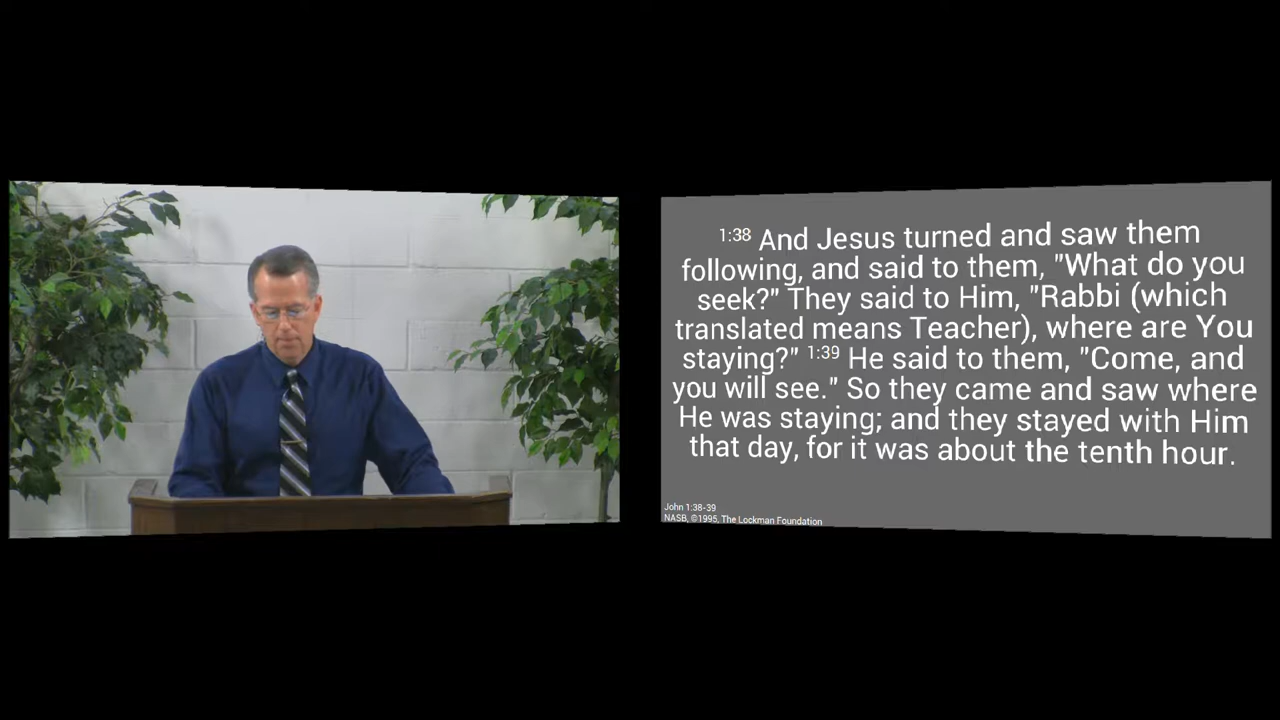 1:38 And Jesus turned and saw them
following, and said to them, "What do you
seek?" They said to Him, "Rabbi (which
translated means Teacher), where are You
staying?" 1:39 He said to them, "Come, and
you will see." So they came and saw where
He was staying; and they stayed with Him
that day, for it was about the tenth hour.
John 1:38-39
NASB, ©1995, The Lockman Foundation